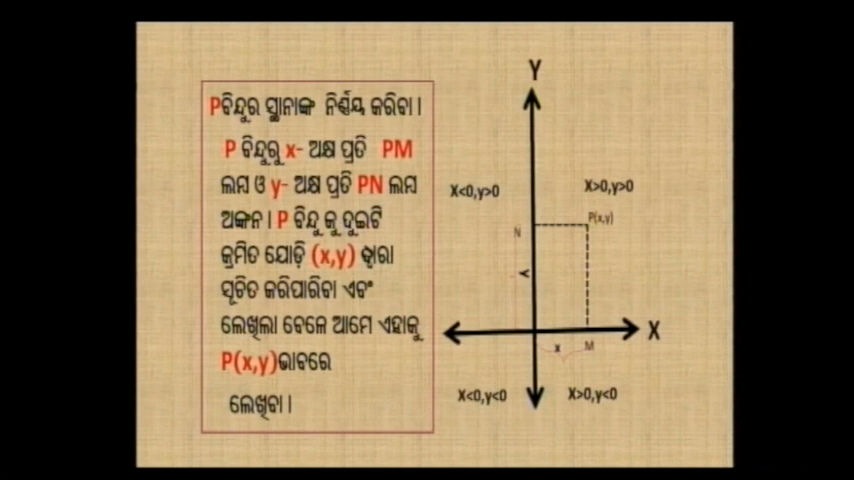 Pବିନ୍ଦୁର ସ୍ଥାନାଙ୍କ ନିର୍ଣ୍ଣୟ କରିବା ।
P ବିନ୍ଦୁରୁ x- ଅକ୍ଷ ପ୍ରତି PM
ଲମ୍ବ ଓ y- ଅକ୍ଷ ପ୍ରତି PN ଲମ୍ବ
ଅଙ୍କନ । P ବିନ୍ଦୁ କୁ ଦୁଇଟି
କ୍ରମିତ ଯୋଡ଼ି (x,y) ଦ୍ୱାରା
ସୂଚିତ କରିପାରିବା ଏବଂ
ଲେଖିଲା ବେଳେ ଆମେ ଏହାକୁ
P(x,y)ଭାବରେ
ଲେଖିବା ।
Y
X<0,y>0
X>0,y>0
N
P(x,y)
Y
X
x
M
X<0,y<0
X>0,y<0